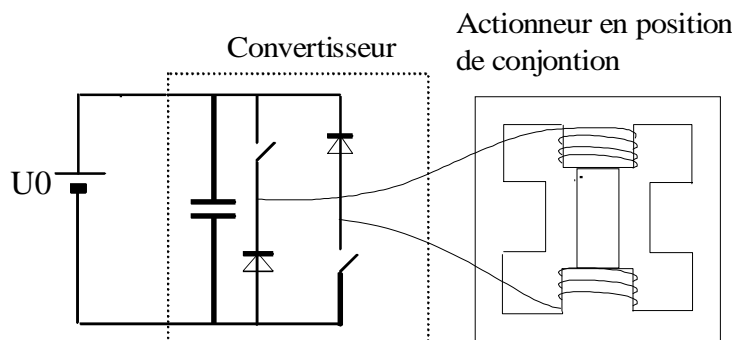 Convertisseur
Actionneur en position
de conjontion
U0